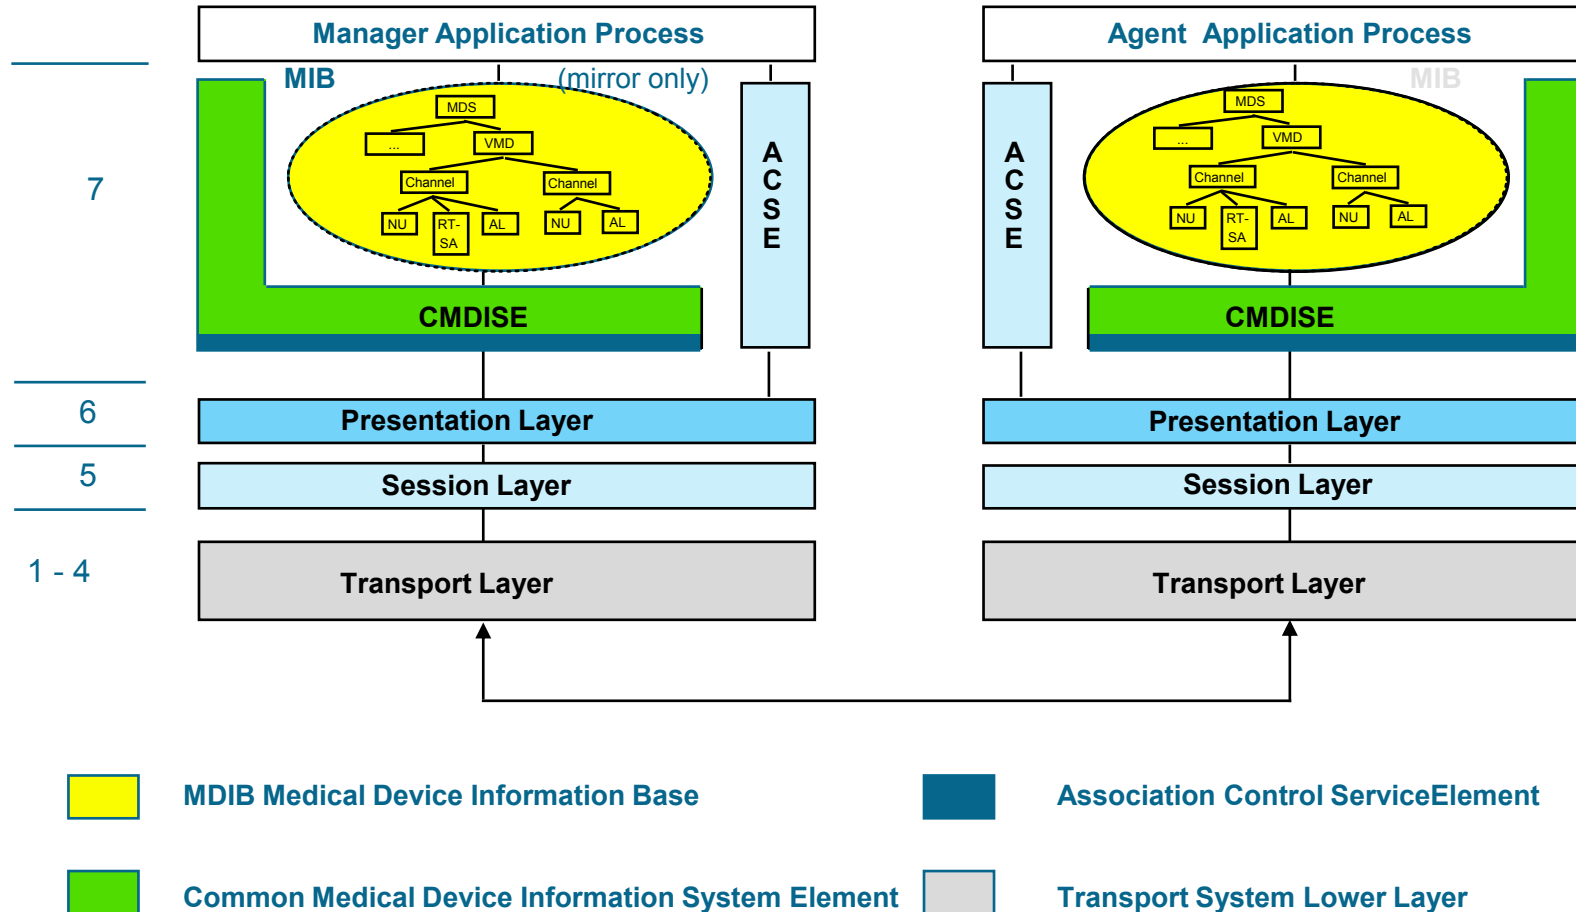 Manager Application Process
Agent  Application Process
MIB
(mirror only)
MIB
MDS
...
VMD
Channel
Channel
NU
RT-
SA
AL
NU
AL
A
C
S
E
A
C
S
E
MDS
...
VMD
Channel
Channel
NU
RT-
SA
AL
NU
AL
7
CMDISE
CMDISE
6
Presentation Layer
Presentation Layer
5
Session Layer
Session Layer
1 - 4
Transport Layer
Transport Layer
MDIB Medical Device Information Base
Association Control ServiceElement
Common Medical Device Information System Element
Transport System Lower Layer